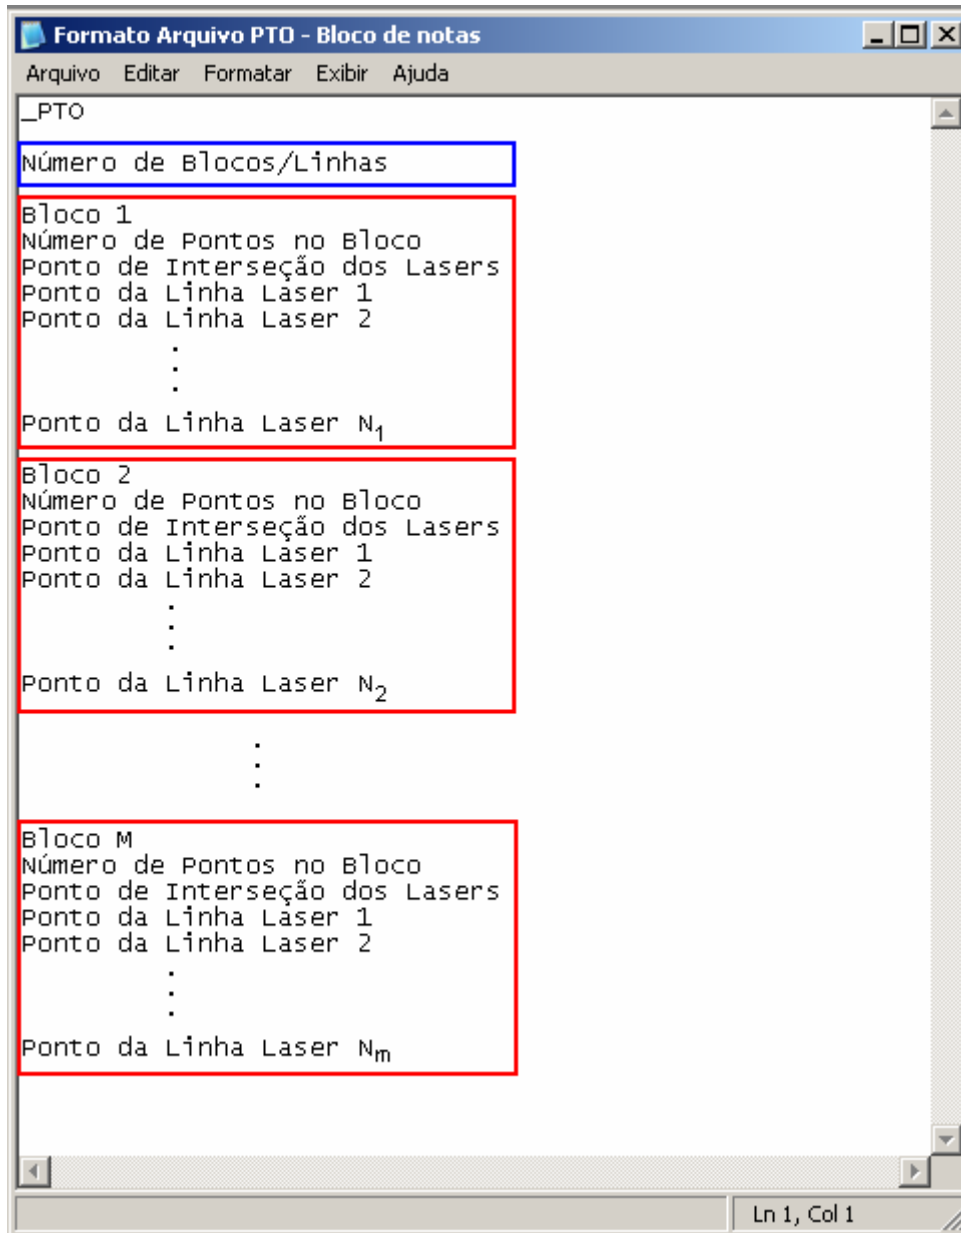 Formato Arquivo PTO - Bloco de notas
Arquivo Editar Formatar Exibir Ajuda
_PTO
Número de Blocos/Linhas
Bloco 1
Número de Pontos no Bloco
Ponto de Interseção dos Lasers
Ponto da Linha Laser 1
Ponto da Linha Laser 2
.
.
.
Ponto da Linha Laser N₁
Bloco 2
Número de Pontos no Bloco
Ponto de Interseção dos Lasers
Ponto da Linha Laser 1
Ponto da Linha Laser 2
.
.
.
Ponto da Linha Laser N₂
.
.
.
Bloco M
Número de Pontos no Bloco
Ponto de Interseção dos Lasers
Ponto da Linha Laser 1
Ponto da Linha Laser 2
.
.
.
Ponto da Linha Laser Nₘ
Ln 1, Col 1